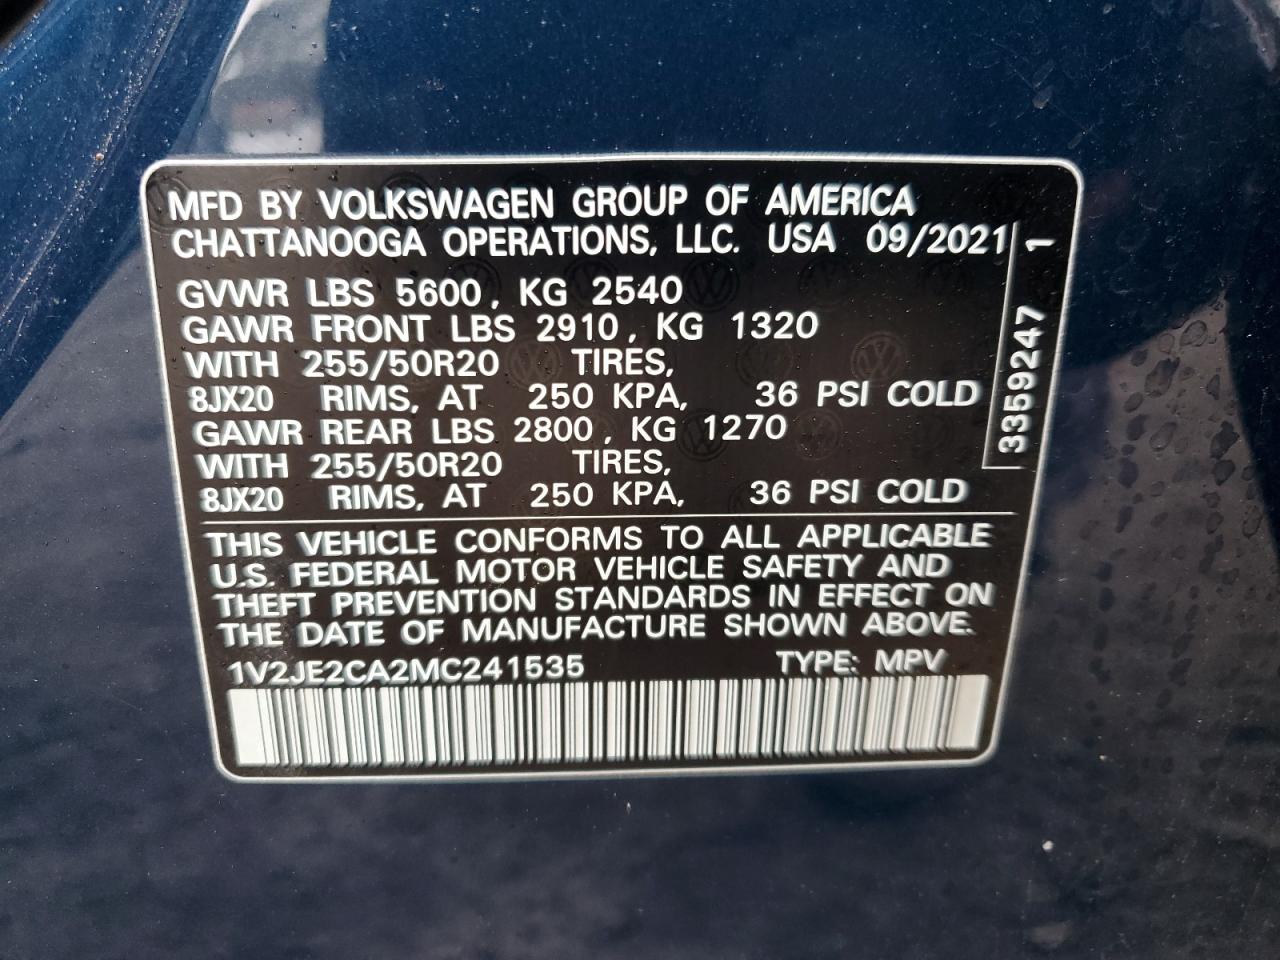 MFD BY VOLKSWAGEN GROUP OF AMERICA
CHATTANOOGA OPERATIONS, LLC. USA 09/2021
GVWR LBS 5600, KG 2540
GAWR FRONT LBS 2910, KG 1320
WITH 255/50R20 TIRES,
8JX20 RIMS, AT 250 KPA, 36 PSI COLD
GAWR REAR LBS 2800, KG 1270
WITH 255/50R20 TIRES,
8JX20 RIMS, AT 250 KPA, 36 PSI COLD
3359247 1
THIS VEHICLE CONFORMS TO ALL APPLICABLE
U.S. FEDERAL MOTOR VEHICLE SAFETY AND
THEFT PREVENTION STANDARDS IN EFFECT ON
THE DATE OF MANUFACTURE SHOWN ABOVE.
1V2JE2CA2MC241535 TYPE: MPV